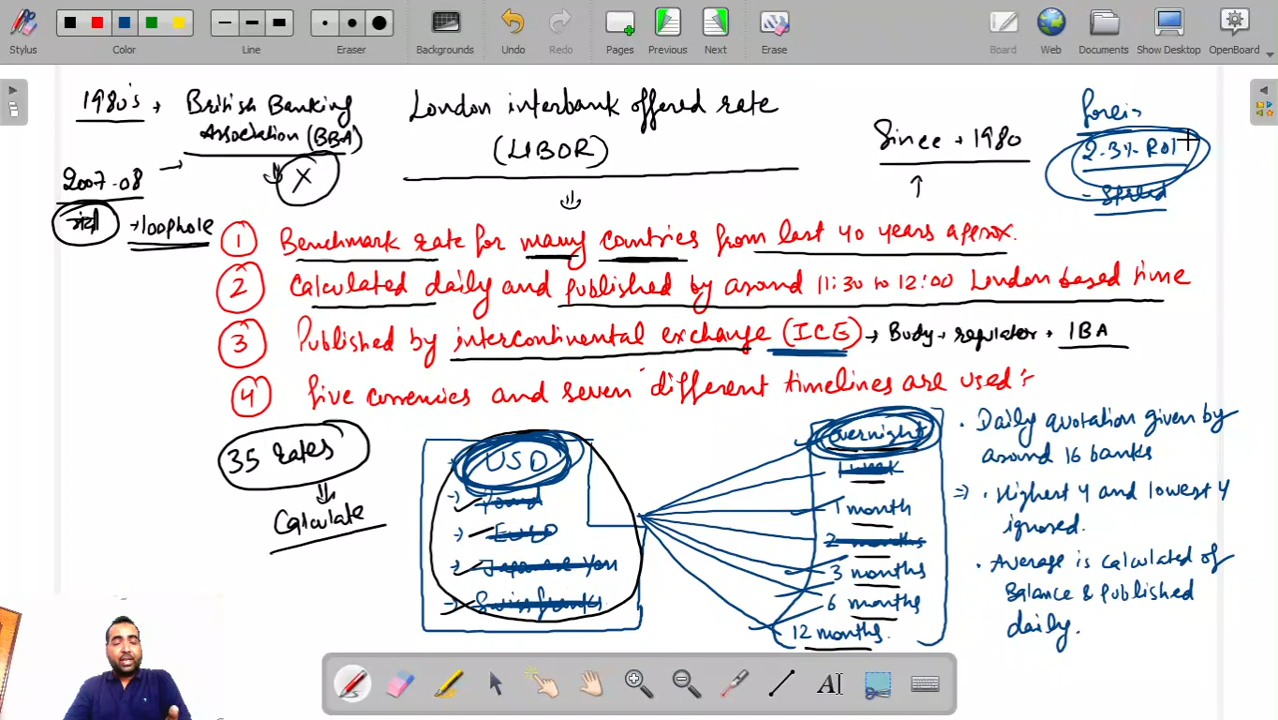 Stylus
Color
Line
Eraser
Backgrounds
Undo
Redo
Pages
Previous
Next
Erase
Board
Web
Documents
Show Desktop
OpenBoard
1980's → British Banking
Association (BBA)
X
2007-08
→ loophole
London interbank offered rate
(LIBOR)
Since → 1980
2-3% ROI
- Spread
① Benchmark rate for many countries from last 40 years aprox.
② Calculated daily and published by around 11:30 to 12:00 London based time
③ Published by intercontinental exchange (ICE) → Body → regulator → IBA
④ five currencies and seven different timelines are used:
35 rates
Calculate
USD
Pound
Euro
Japanese Yen
Swiss franks
overnight
1 week
1 month
2 months
3 months
6 months
12 months.
• Daily quotation given by
around 16 banks
⇒ • Highest 4 and lowest 4
ignored.
• Average is calculated of
Balance & published
daily.